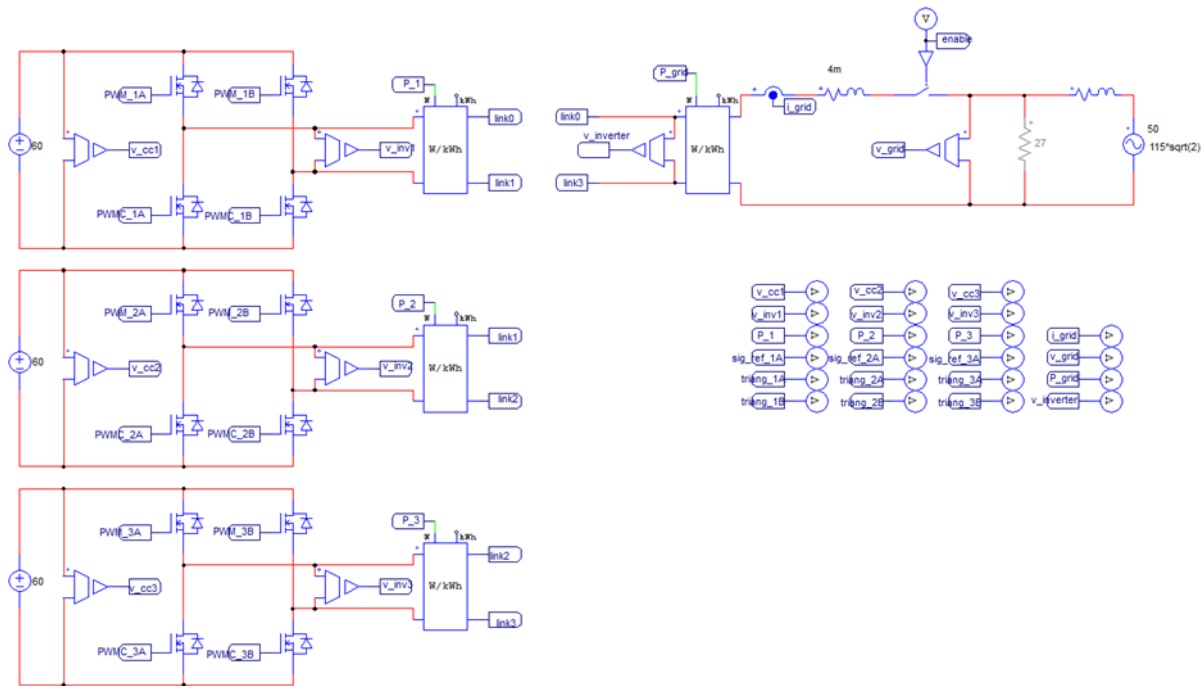 V
enable
P_1
W kWh
PWM_1A
PWM_1B
link0
60
v_cc1
v_inv1
W/kWh
PWMC_1A
PWMC_1B
link1
P_grid
4m
W kWh
i_grid
link0
v_inverter
W/kWh
v_grid
27
50
115*sqrt(2)
link3
P_2
W kWh
PWM_2A
PWM_2B
link1
60
v_cc2
v_inv2
W/kWh
PWMC_2A
PWMC_2B
link2
v_cc1
v_cc2
v_cc3
v_inv1
v_inv2
v_inv3
P_1
P_2
P_3
i_grid
sig_ref_1A
sig_ref_2A
sig_ref_3A
v_grid
triang_1A
triang_2A
triang_3A
P_grid
triang_1B
triang_2B
triang_3B
v_inverter
P_3
W kWh
PWM_3A
PWM_3B
link2
60
v_cc3
v_inv3
W/kWh
PWMC_3A
PWMC_3B
link3